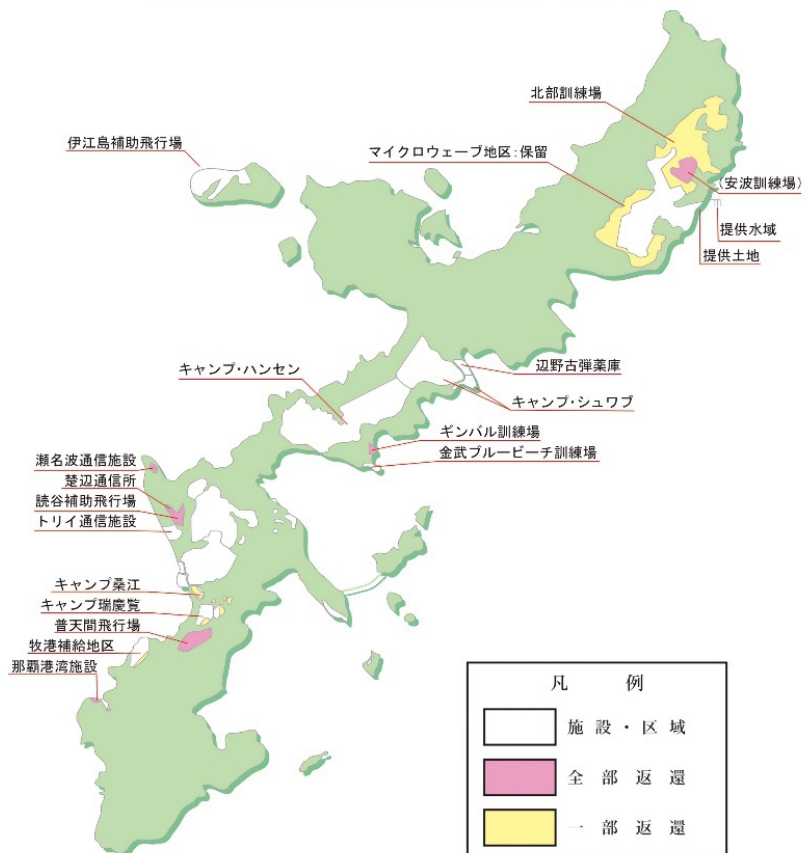 北部訓練場
伊江島補助飛行場
マイクロウェーブ地区:保留
(安波訓練場)
提供水域
提供土地
辺野古弾薬庫
キャンプ・ハンセン
キャンプ・シュワブ
ギンバル訓練場
金武ブルービーチ訓練場
瀬名波通信施設
楚辺通信所
読谷補助飛行場
トリイ通信施設
キャンプ桑江
キャンプ瑞慶覧
普天間飛行場
牧港補給地区
那覇港湾施設
凡例
施設・区域
全部返還
一部返還